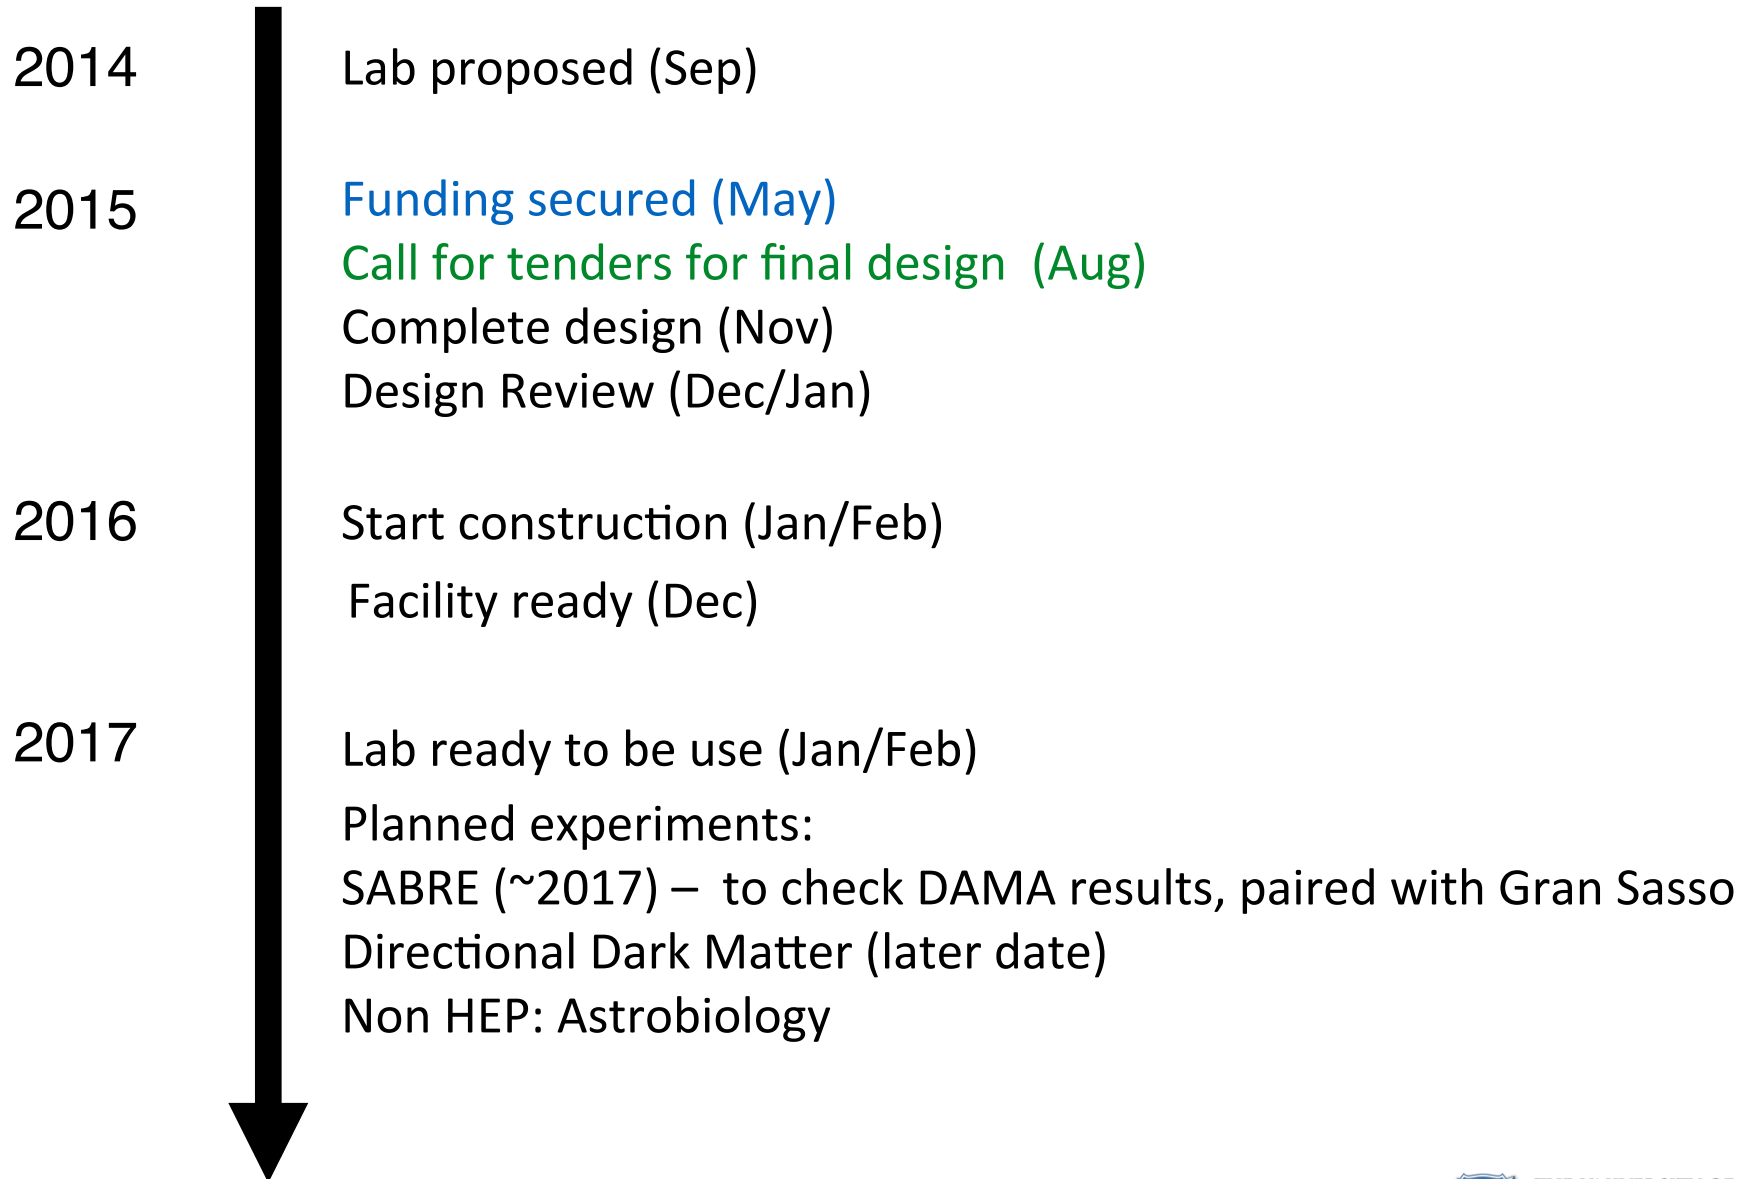 2014 Lab proposed (Sep)
2015 Funding secured (May)
Call for tenders for final design  (Aug)
Complete design (Nov)
Design Review (Dec/Jan)
2016 Start construction (Jan/Feb)
Facility ready (Dec)
2017 Lab ready to be use (Jan/Feb)
Planned experiments:
SABRE (~2017) –  to check DAMA results, paired with Gran Sasso
Directional Dark Matter (later date)
Non HEP: Astrobiology